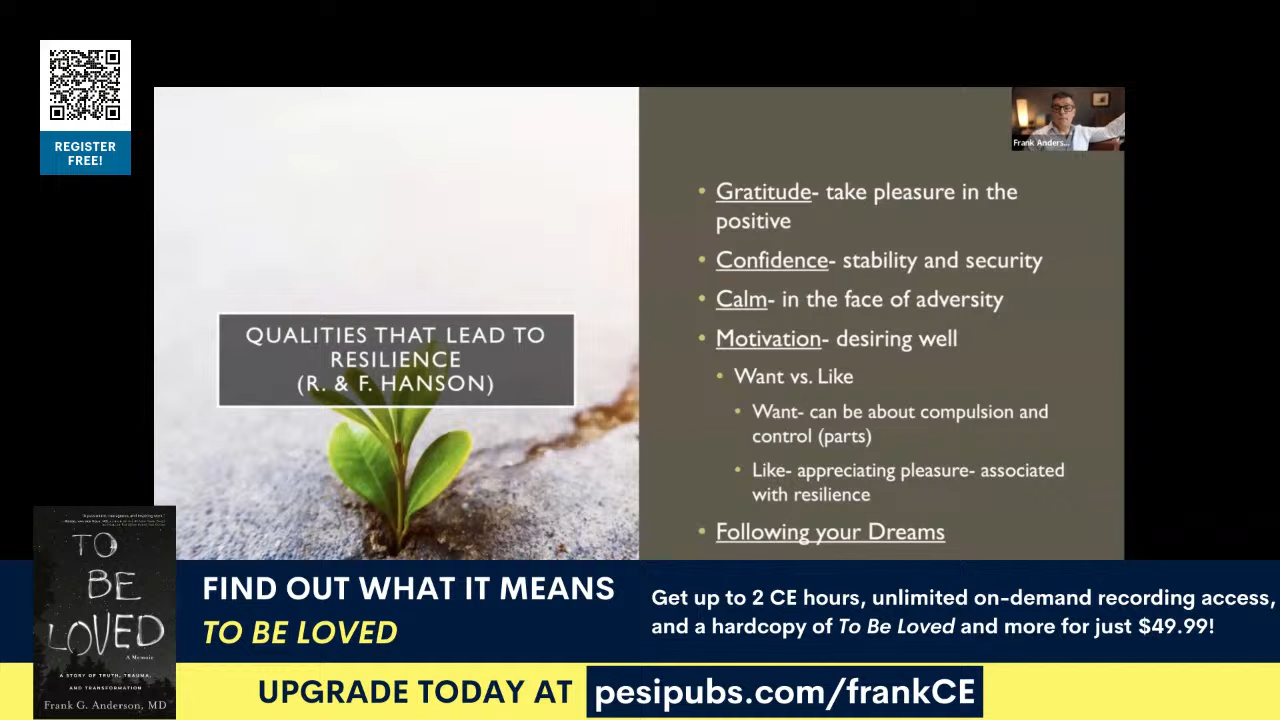 REGISTER
FREE!
Frank Anders...
QUALITIES THAT LEAD TO
RESILIENCE
(R. & F. HANSON)
• Gratitude- take pleasure in the
positive
• Confidence- stability and security
• Calm- in the face of adversity
• Motivation- desiring well
• Want vs. Like
• Want- can be about compulsion and
control (parts)
• Like- appreciating pleasure- associated
with resilience
• Following your Dreams
TO
BE
LOVED
A Memoir
A STORY OF TRUTH, TRAUMA,
AND TRANSFORMATION
Frank G. Anderson, MD
FIND OUT WHAT IT MEANS
TO BE LOVED
Get up to 2 CE hours, unlimited on-demand recording access,
and a hardcopy of To Be Loved and more for just $49.99!
UPGRADE TODAY AT pesipubs.com/frankCE